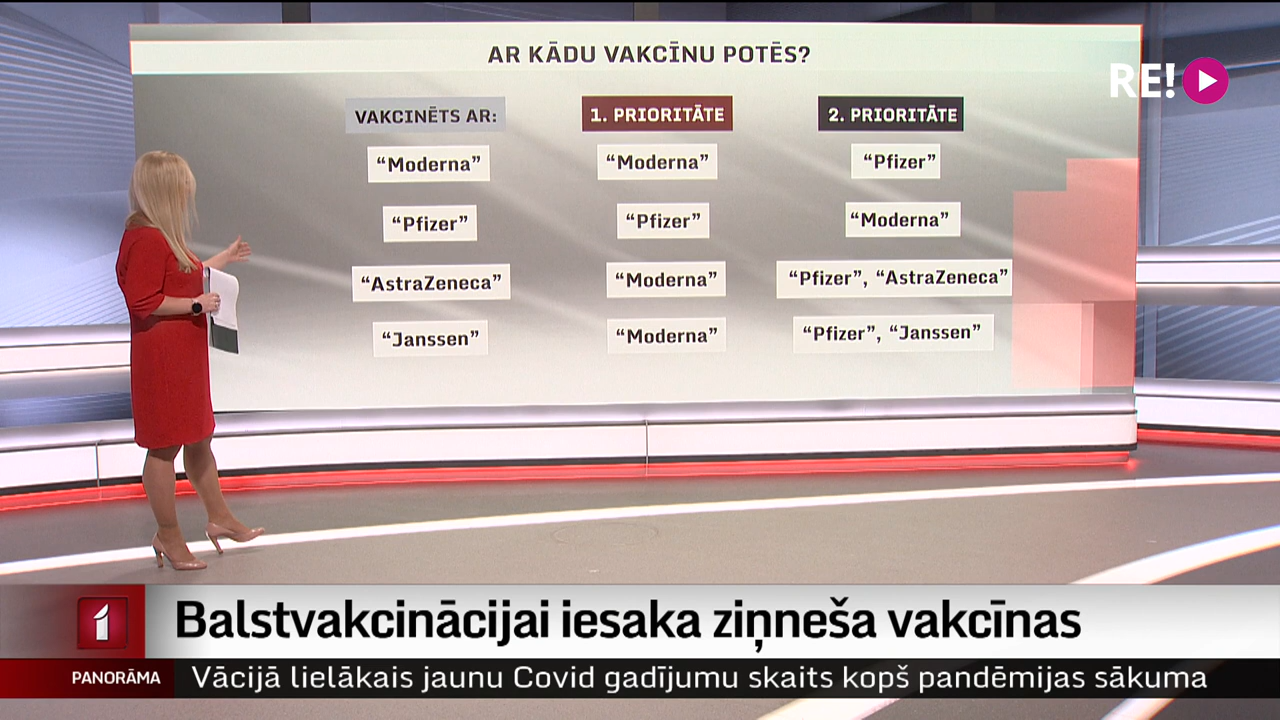 AR KĀDU VAKCĪNU POTĒS?
RE!
VAKCINĒTS AR: 1. PRIORITĀTE 2. PRIORITĀTE
“Moderna” “Moderna” “Pfizer”
“Pfizer” “Pfizer” “Moderna”
“AstraZeneca” “Moderna” “Pfizer”, “AstraZeneca”
“Janssen” “Moderna” “Pfizer”, “Janssen”
1 Balstvakcinācijai iesaka ziņneša vakcīnas
PANORĀMA Vācijā lielākais jaunu Covid gadījumu skaits kopš pandēmijas sākuma